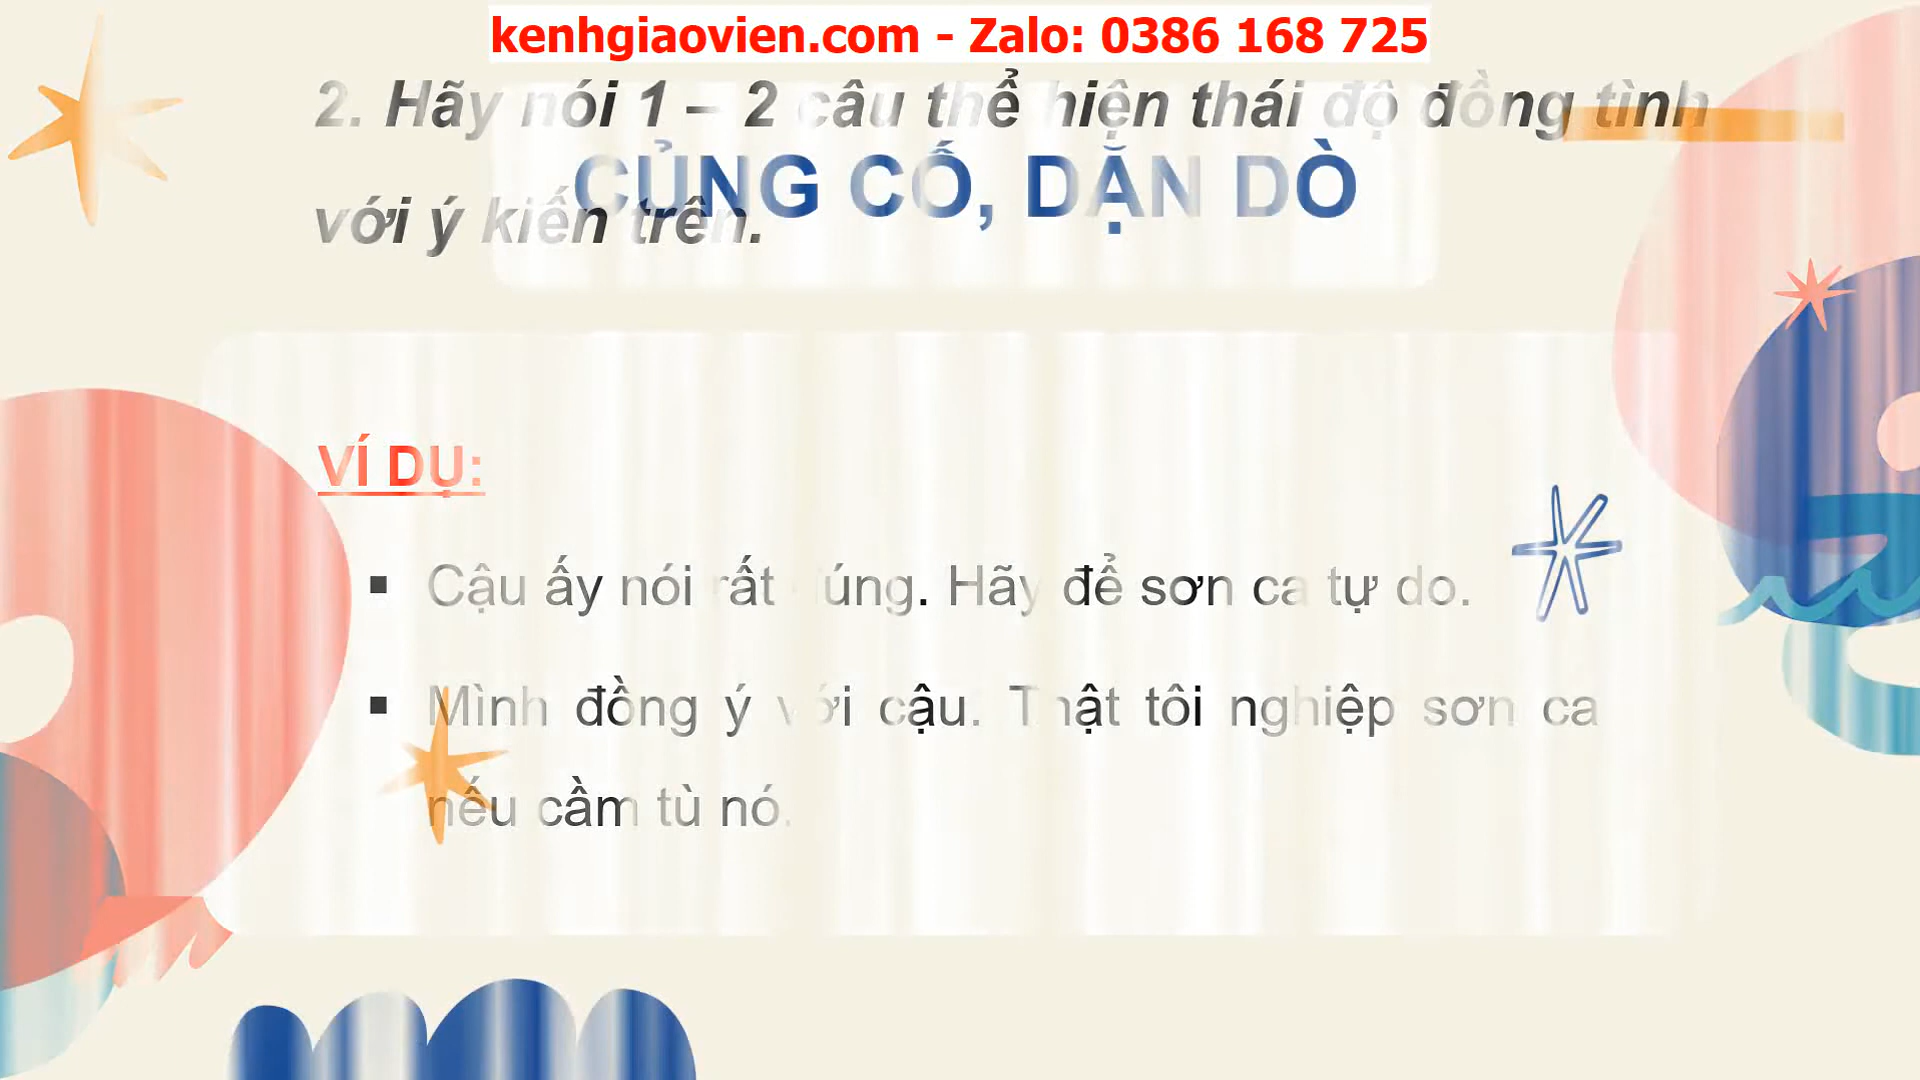 kenhgiaovien.com - Zalo: 0386 168 725
2. Hãy nói 1 – 2 câu thể hiện thái độ đồng tình
CỦNG CỐ, DẶN DÒ
với ý kiến trên.
VÍ DỤ:
▪ Cậu ấy nói rất đúng. Hãy để sơn ca tự do.
▪ Mình đồng ý với cậu. Thật tôi nghiệp sơn ca
nếu cầm tù nó.